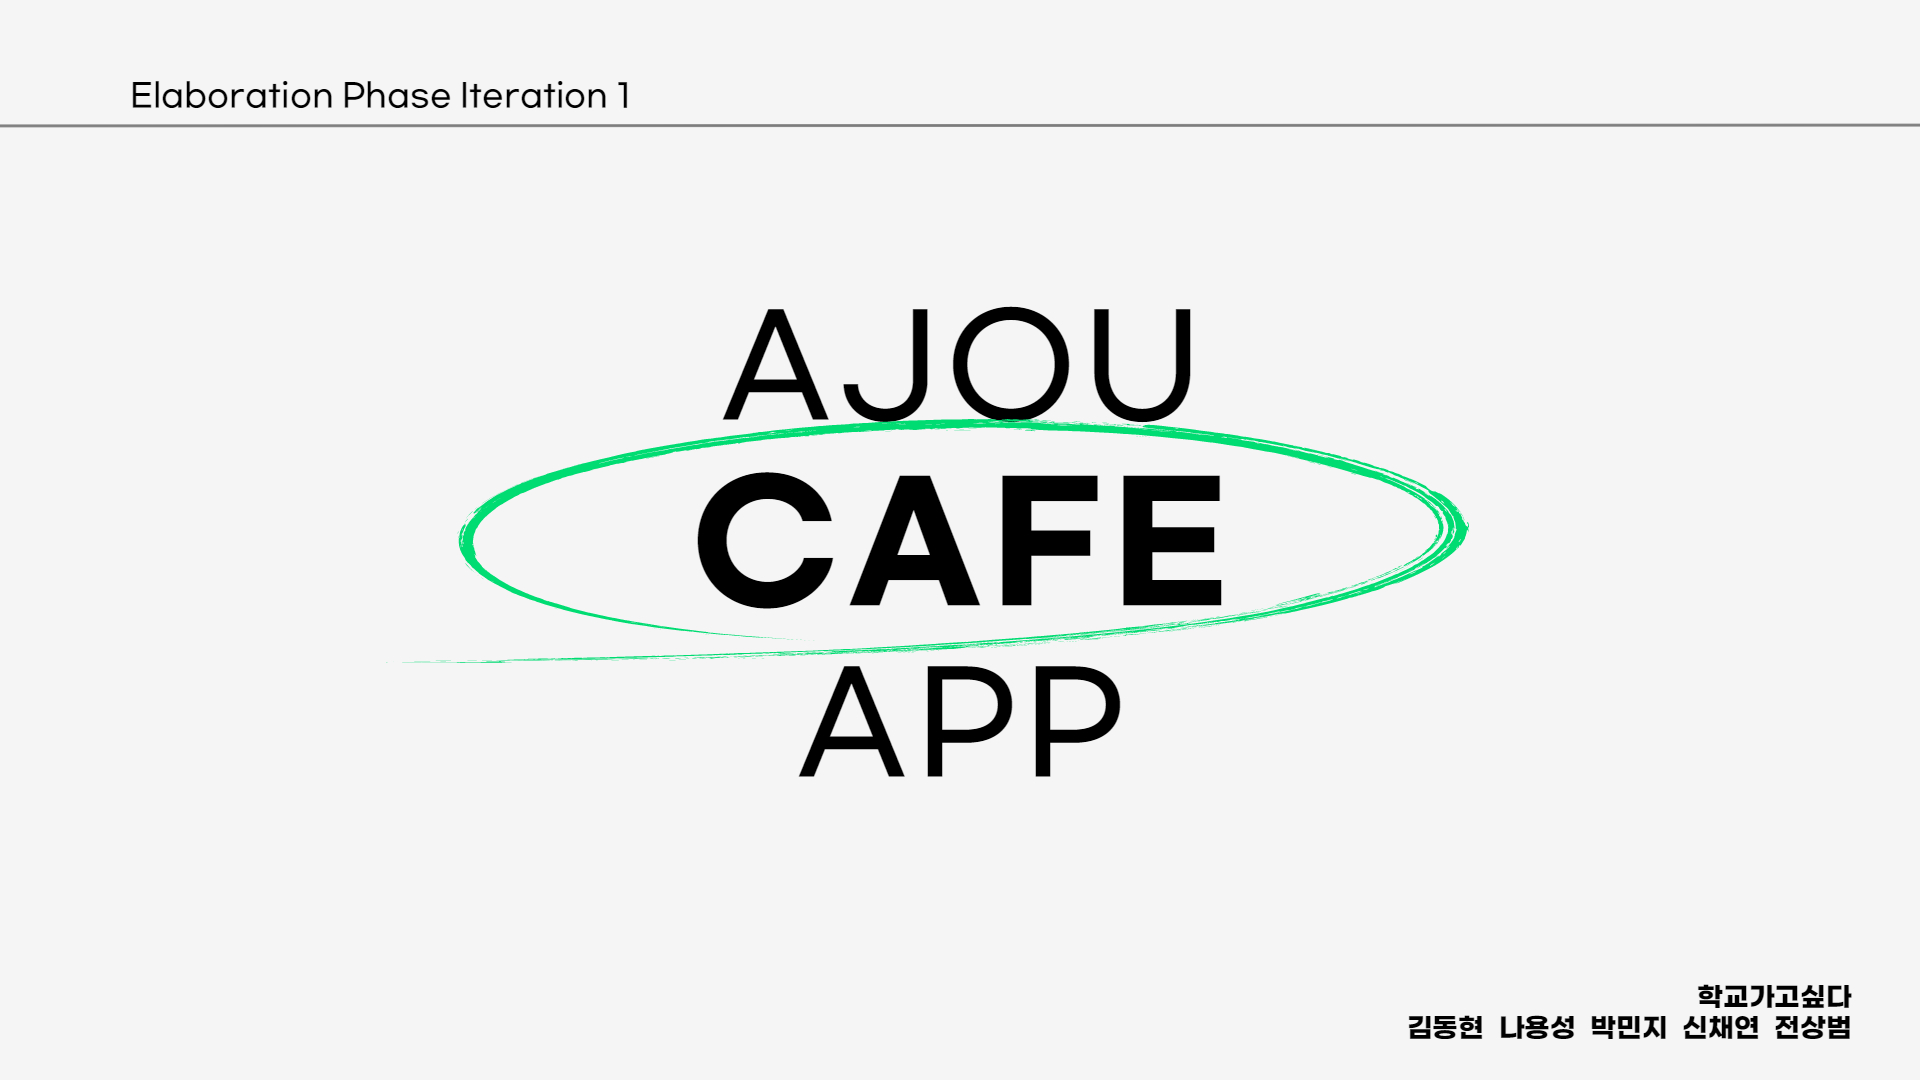 Elaboration Phase Iteration 1
AJOU
CAFE
APP
학교가고싶다
김동현 나용성 박민지 신채연 전상범